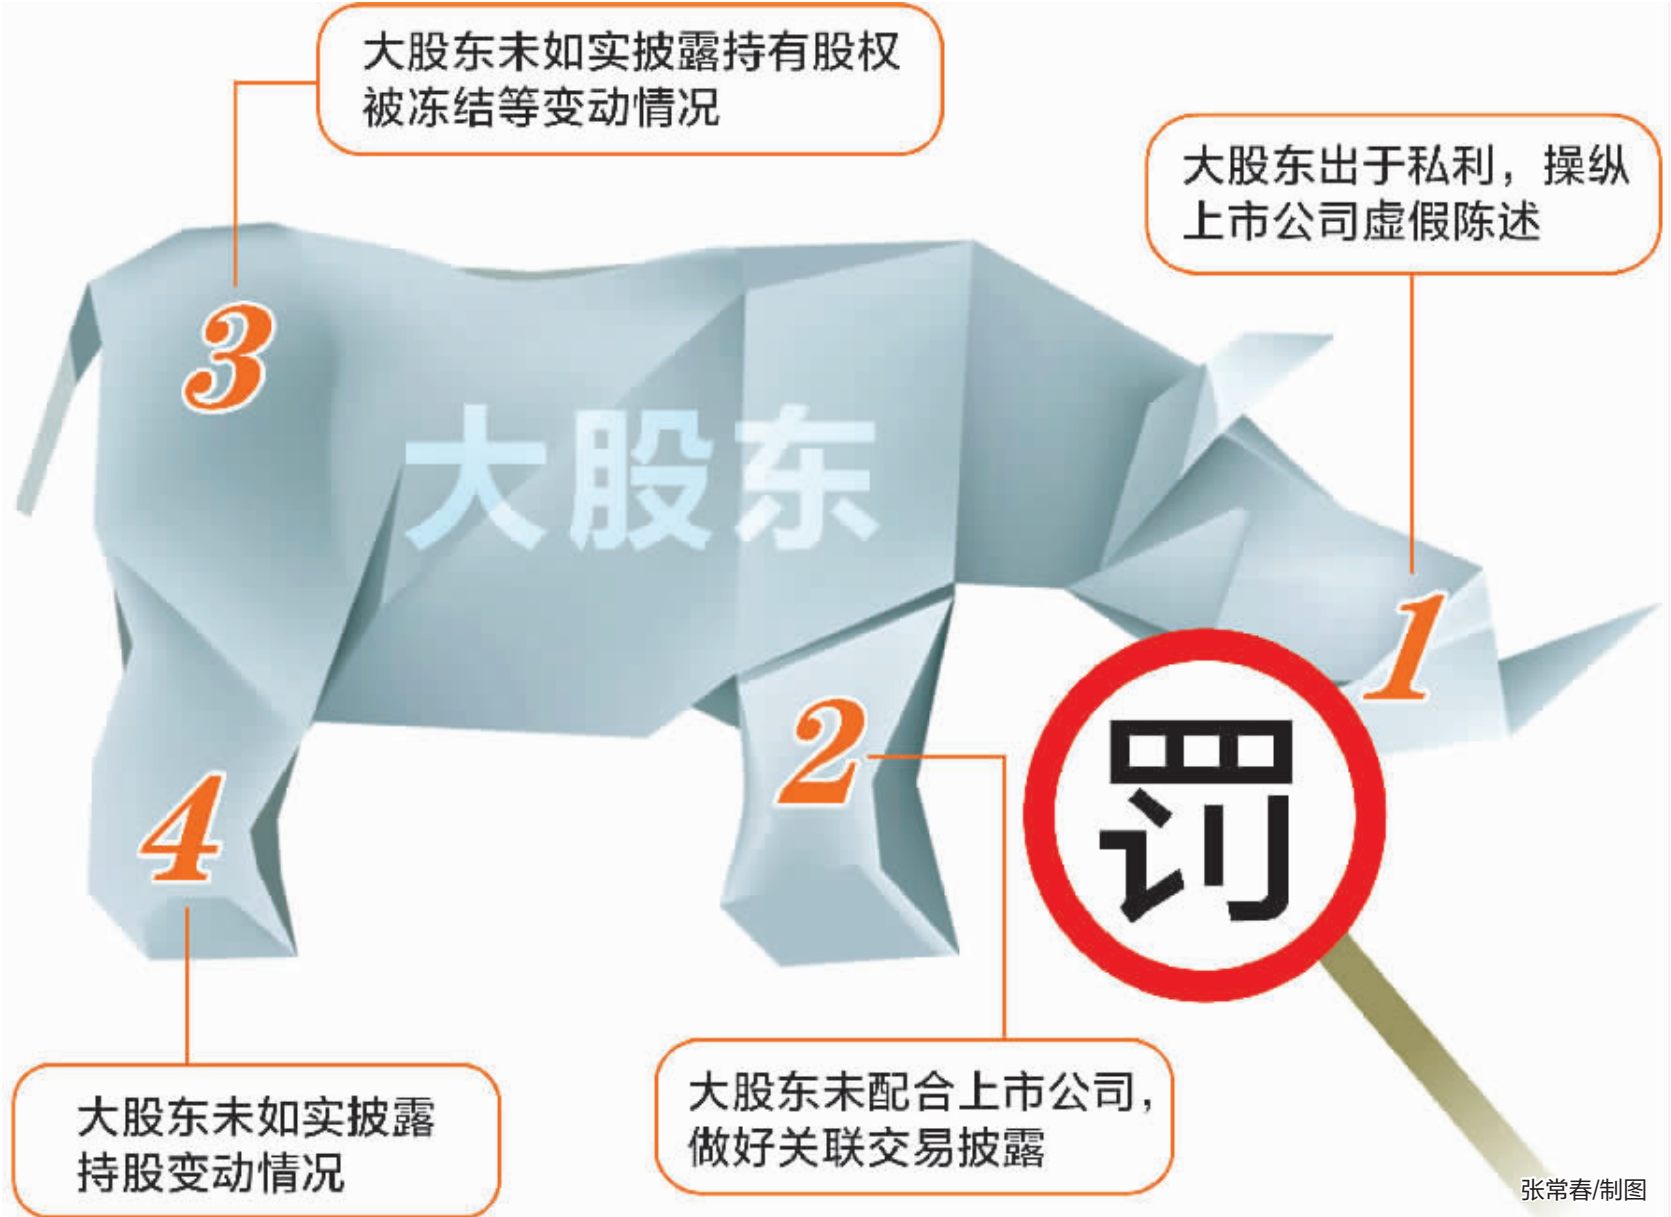 大股东未如实披露持有股权
被冻结等变动情况
大股东出于私利，操纵
上市公司虚假陈述
3
大股东
1
2
罚
4
大股东未如实披露
持股变动情况
大股东未配合上市公司，
做好关联交易披露
张常春/制图